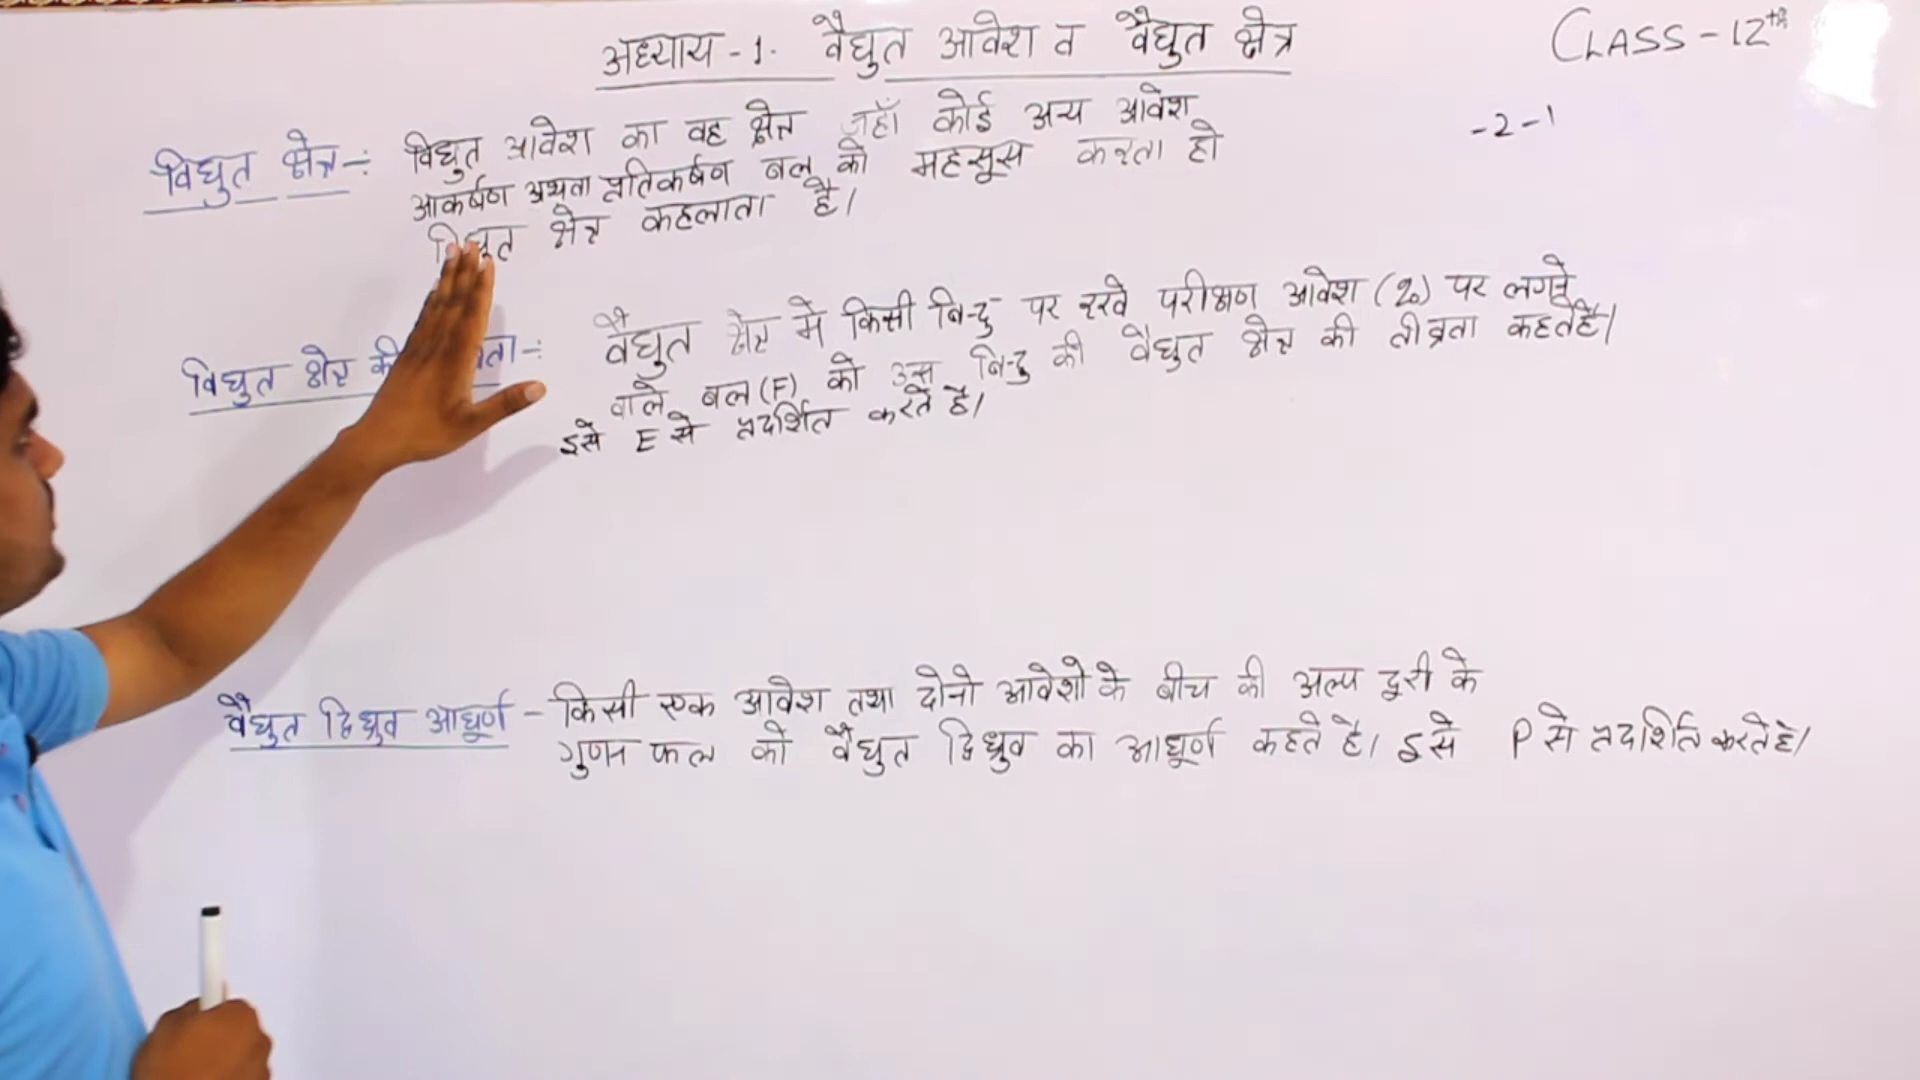 अध्याय - 1. वैद्युत आवेश व वैद्युत क्षेत्र
CLASS - 12th
-2-1
विद्युत क्षेत्र -: विद्युत आवेश का वह क्षेत्र जहाँ कोई अन्य आवेश
आकर्षण अथवा प्रतिकर्षण बल को महसूस करता हो
विद्युत क्षेत्र कहलाता है।
विद्युत क्षेत्र की -: वैद्युत क्षेत्र में किसी बिन्दु पर रखे परीक्षण आवेश (q₀) पर लगने
वाले बल (F) को उस बिन्दु की वैद्युत क्षेत्र की तीव्रता कहते हैं।
इसे E से प्रदर्शित करते है।
वैद्युत द्विध्रुव आघूर्ण - किसी एक आवेश तथा दोनो आवेशो के बीच की अल्प दूरी के
गुणन फल को वैद्युत द्विध्रुव का आघूर्ण कहते है। इसे P से प्रदर्शित करते है।